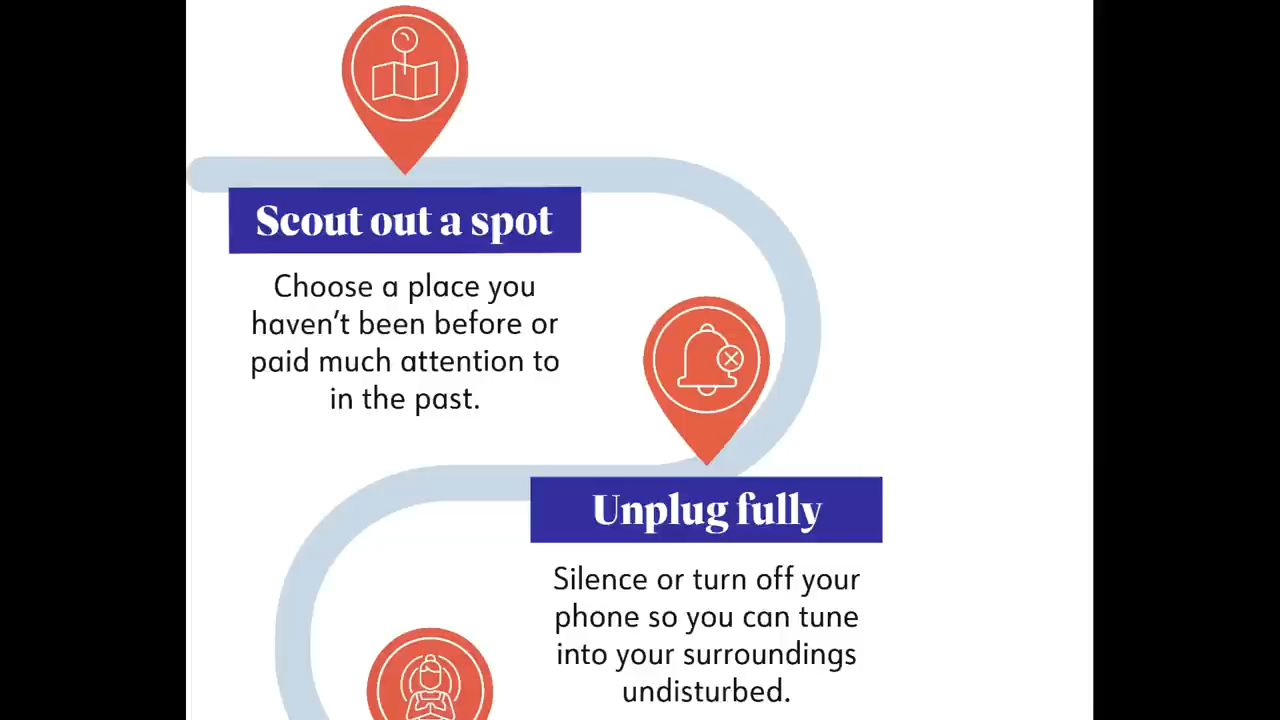 Scout out a spot
Choose a place you
haven't been before or
paid much attention to
in the past.
Unplug fully
Silence or turn off your
phone so you can tune
into your surroundings
undisturbed.